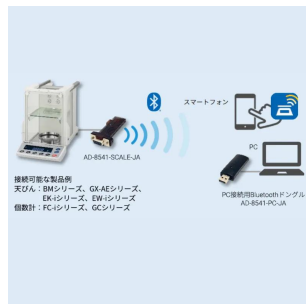 スマートフォン
AD-8541-SCALE-JA
PC
接続可能な製品例
天びん：BMシリーズ、GX-AEシリーズ、
EK-iシリーズ、EW-iシリーズ
個数計：FC-iシリーズ、GCシリーズ
PC接続用Bluetoothドングル
AD-8541-PC-JA